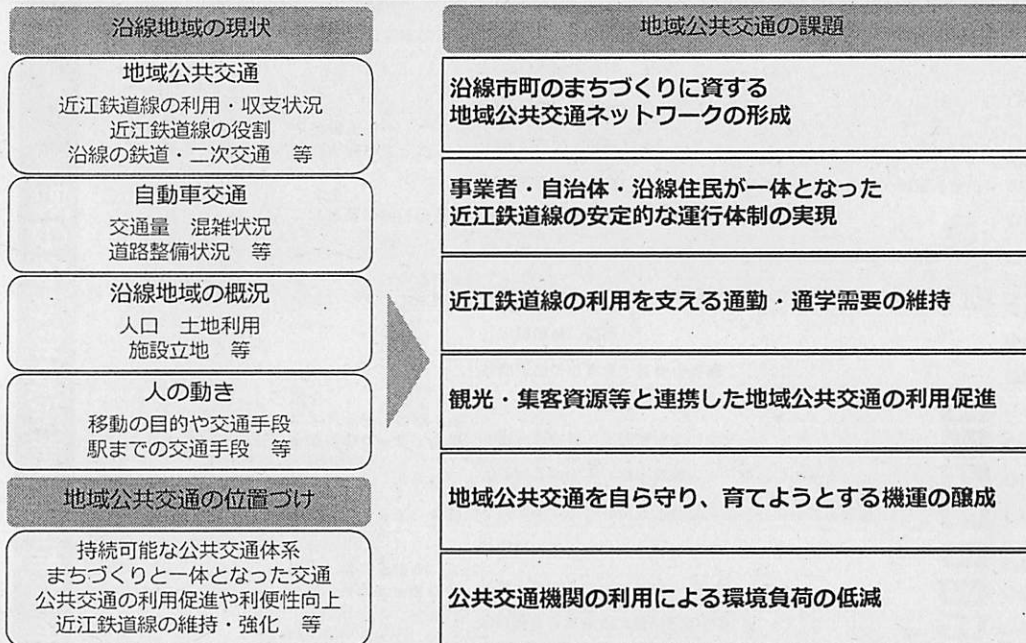 沿線地域の現状
地域公共交通
近江鉄道線の利用・収支状況
近江鉄道線の役割
沿線の鉄道・二次交通　等
自動車交通
交通量　混雑状況
道路整備状況　等
沿線地域の概況
人口　土地利用
施設立地　等
人の動き
移動の目的や交通手段
駅までの交通手段　等
地域公共交通の位置づけ
持続可能な公共交通体系
まちづくりと一体となった交通
公共交通の利用促進や利便性向上
近江鉄道線の維持・強化　等
地域公共交通の課題
沿線市町のまちづくりに資する
地域公共交通ネットワークの形成
事業者・自治体・沿線住民が一体となった
近江鉄道線の安定的な運行体制の実現
近江鉄道線の利用を支える通勤・通学需要の維持
観光・集客資源等と連携した地域公共交通の利用促進
地域公共交通を自ら守り、育てようとする機運の醸成
公共交通機関の利用による環境負荷の低減